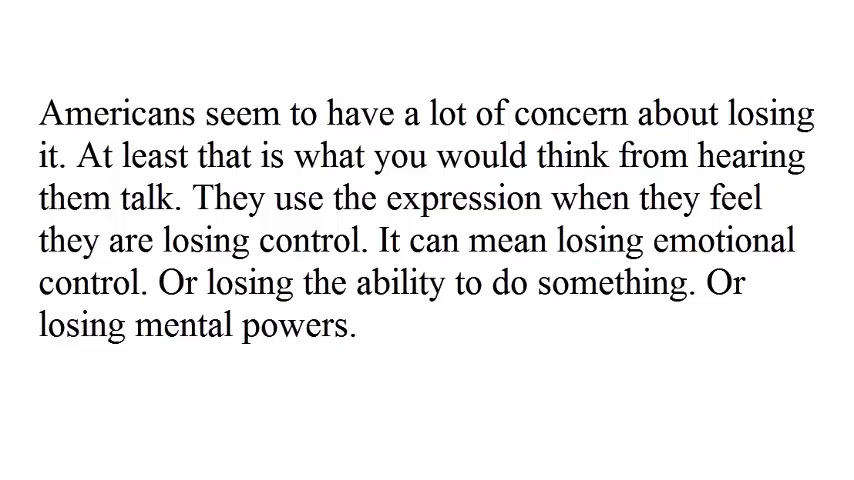 Americans seem to have a lot of concern about losing
it. At least that is what you would think from hearing
them talk. They use the expression when they feel
they are losing control. It can mean losing emotional
control. Or losing the ability to do something. Or
losing mental powers.